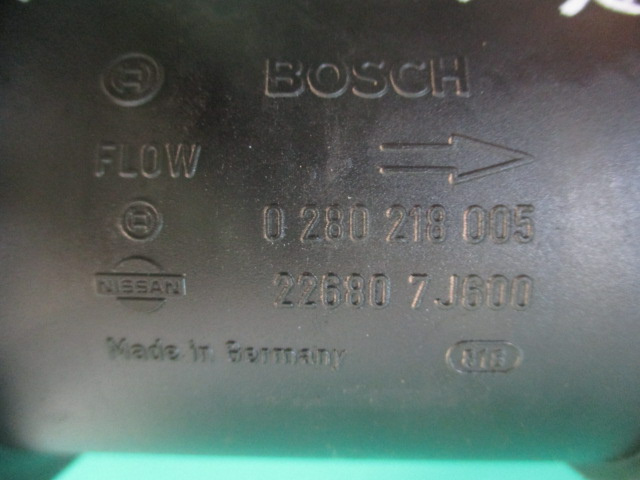 BOSCH
FLOW
0 280 218 005
NISSAN
22680 7J600
Made in Germany